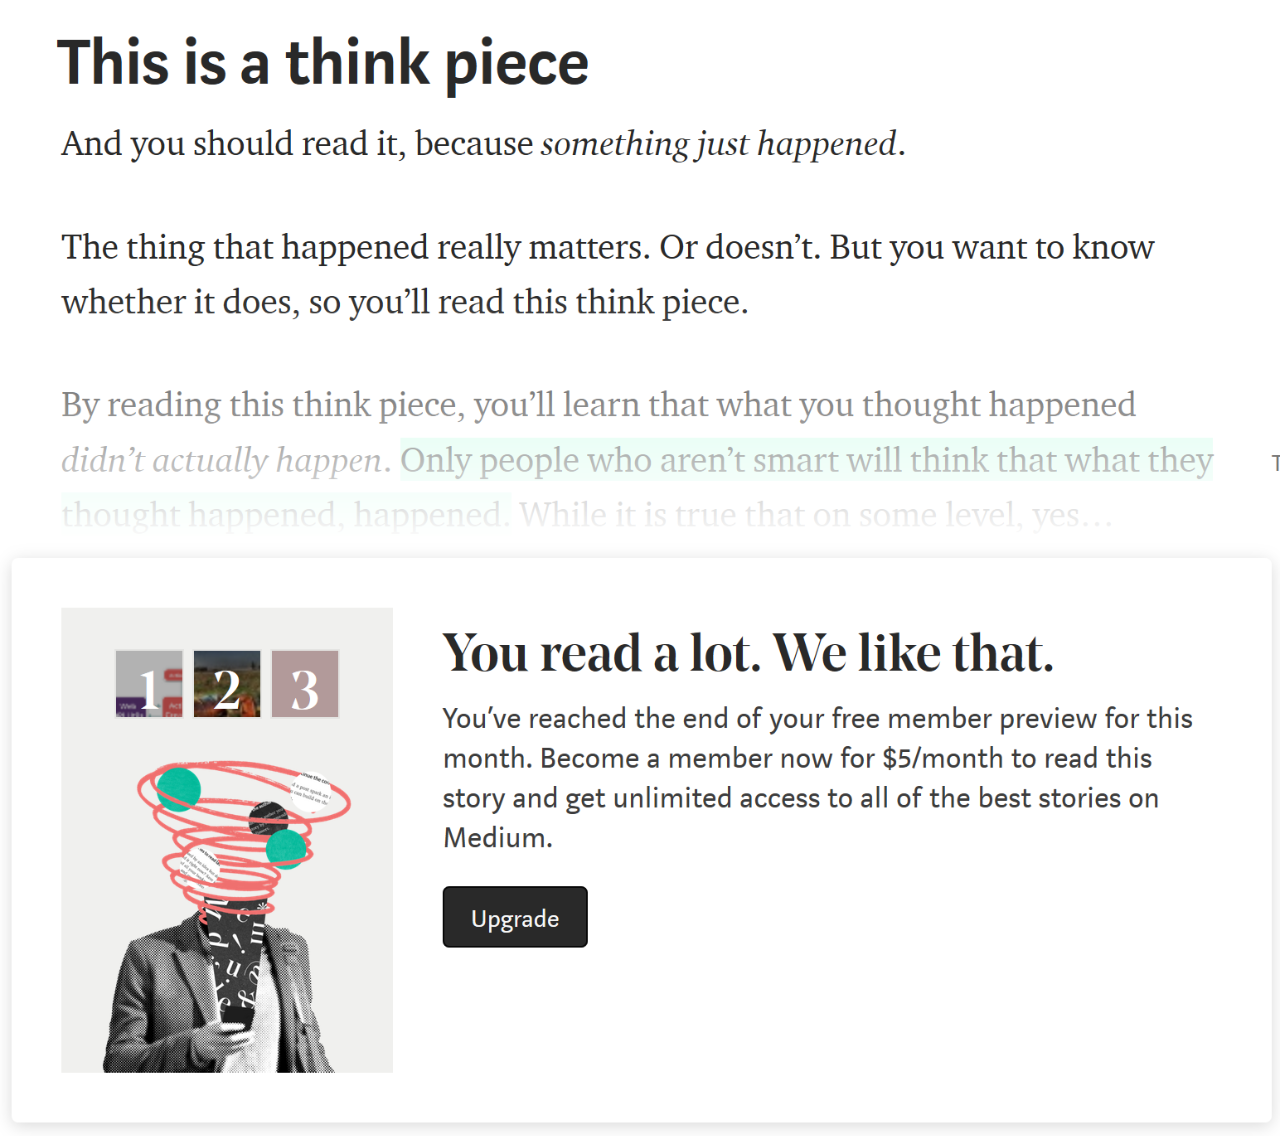 This is a think piece
And you should read it, because something just happened.
The thing that happened really matters. Or doesn’t. But you want to know
whether it does, so you’ll read this think piece.
By reading this think piece, you’ll learn that what you thought happened
didn’t actually happen. Only people who aren’t smart will think that what they
thought happened, happened. While it is true that on some level, yes…
1 2 3
You read a lot. We like that.
You’ve reached the end of your free member preview for this
month. Become a member now for $5/month to read this
story and get unlimited access to all of the best stories on
Medium.
Upgrade